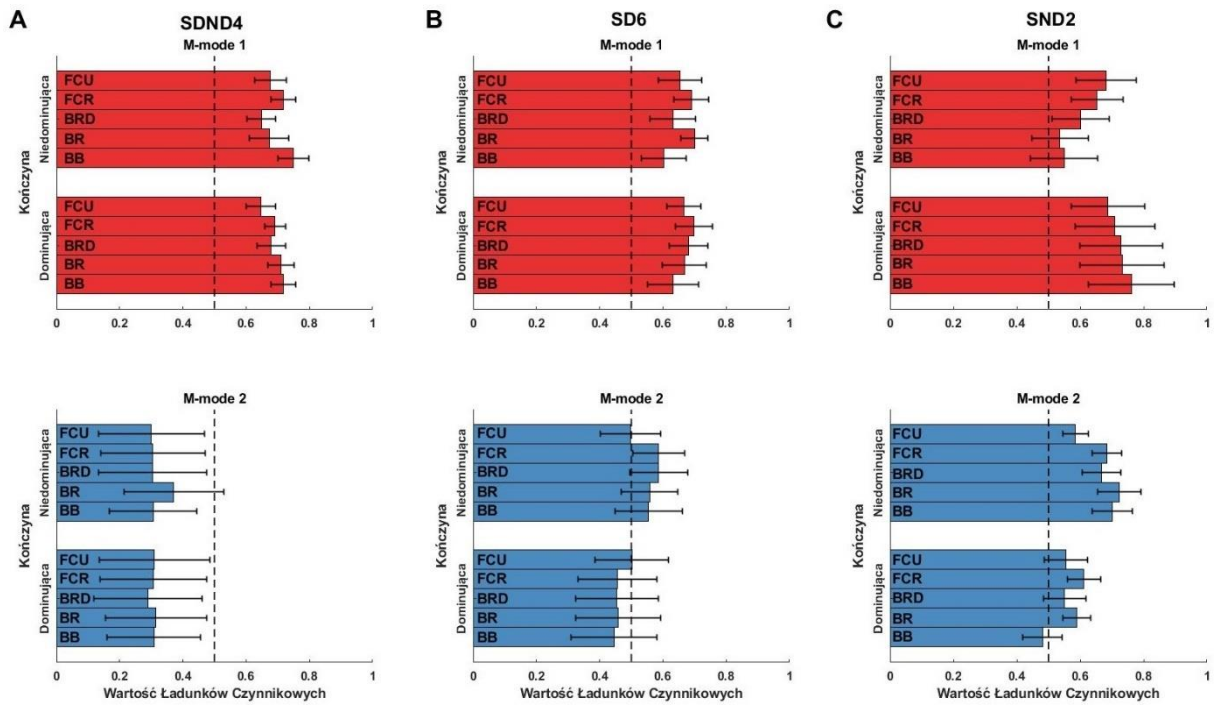 A
SDND4
M-mode 1
Kończyna
Niedominująca
FCU
FCR
BRD
BR
BB
Dominująca
FCU
FCR
BRD
BR
BB
0 0.2 0.4 0.6 0.8 1
M-mode 2
Kończyna
Niedominująca
FCU
FCR
BRD
BR
BB
Dominująca
FCU
FCR
BRD
BR
BB
0 0.2 0.4 0.6 0.8 1
Wartość Ładunków Czynnikowych
B
SD6
M-mode 1
Kończyna
Niedominująca
FCU
FCR
BRD
BR
BB
Dominująca
FCU
FCR
BRD
BR
BB
0 0.2 0.4 0.6 0.8 1
M-mode 2
Kończyna
Niedominująca
FCU
FCR
BRD
BR
BB
Dominująca
FCU
FCR
BRD
BR
BB
0 0.2 0.4 0.6 0.8 1
Wartość Ładunków Czynnikowych
C
SND2
M-mode 1
Kończyna
Niedominująca
FCU
FCR
BRD
BR
BB
Dominująca
FCU
FCR
BRD
BR
BB
0 0.2 0.4 0.6 0.8 1
M-mode 2
Kończyna
Niedominująca
FCU
FCR
BRD
BR
BB
Dominująca
FCU
FCR
BRD
BR
BB
0 0.2 0.4 0.6 0.8 1
Wartość Ładunków Czynnikowych